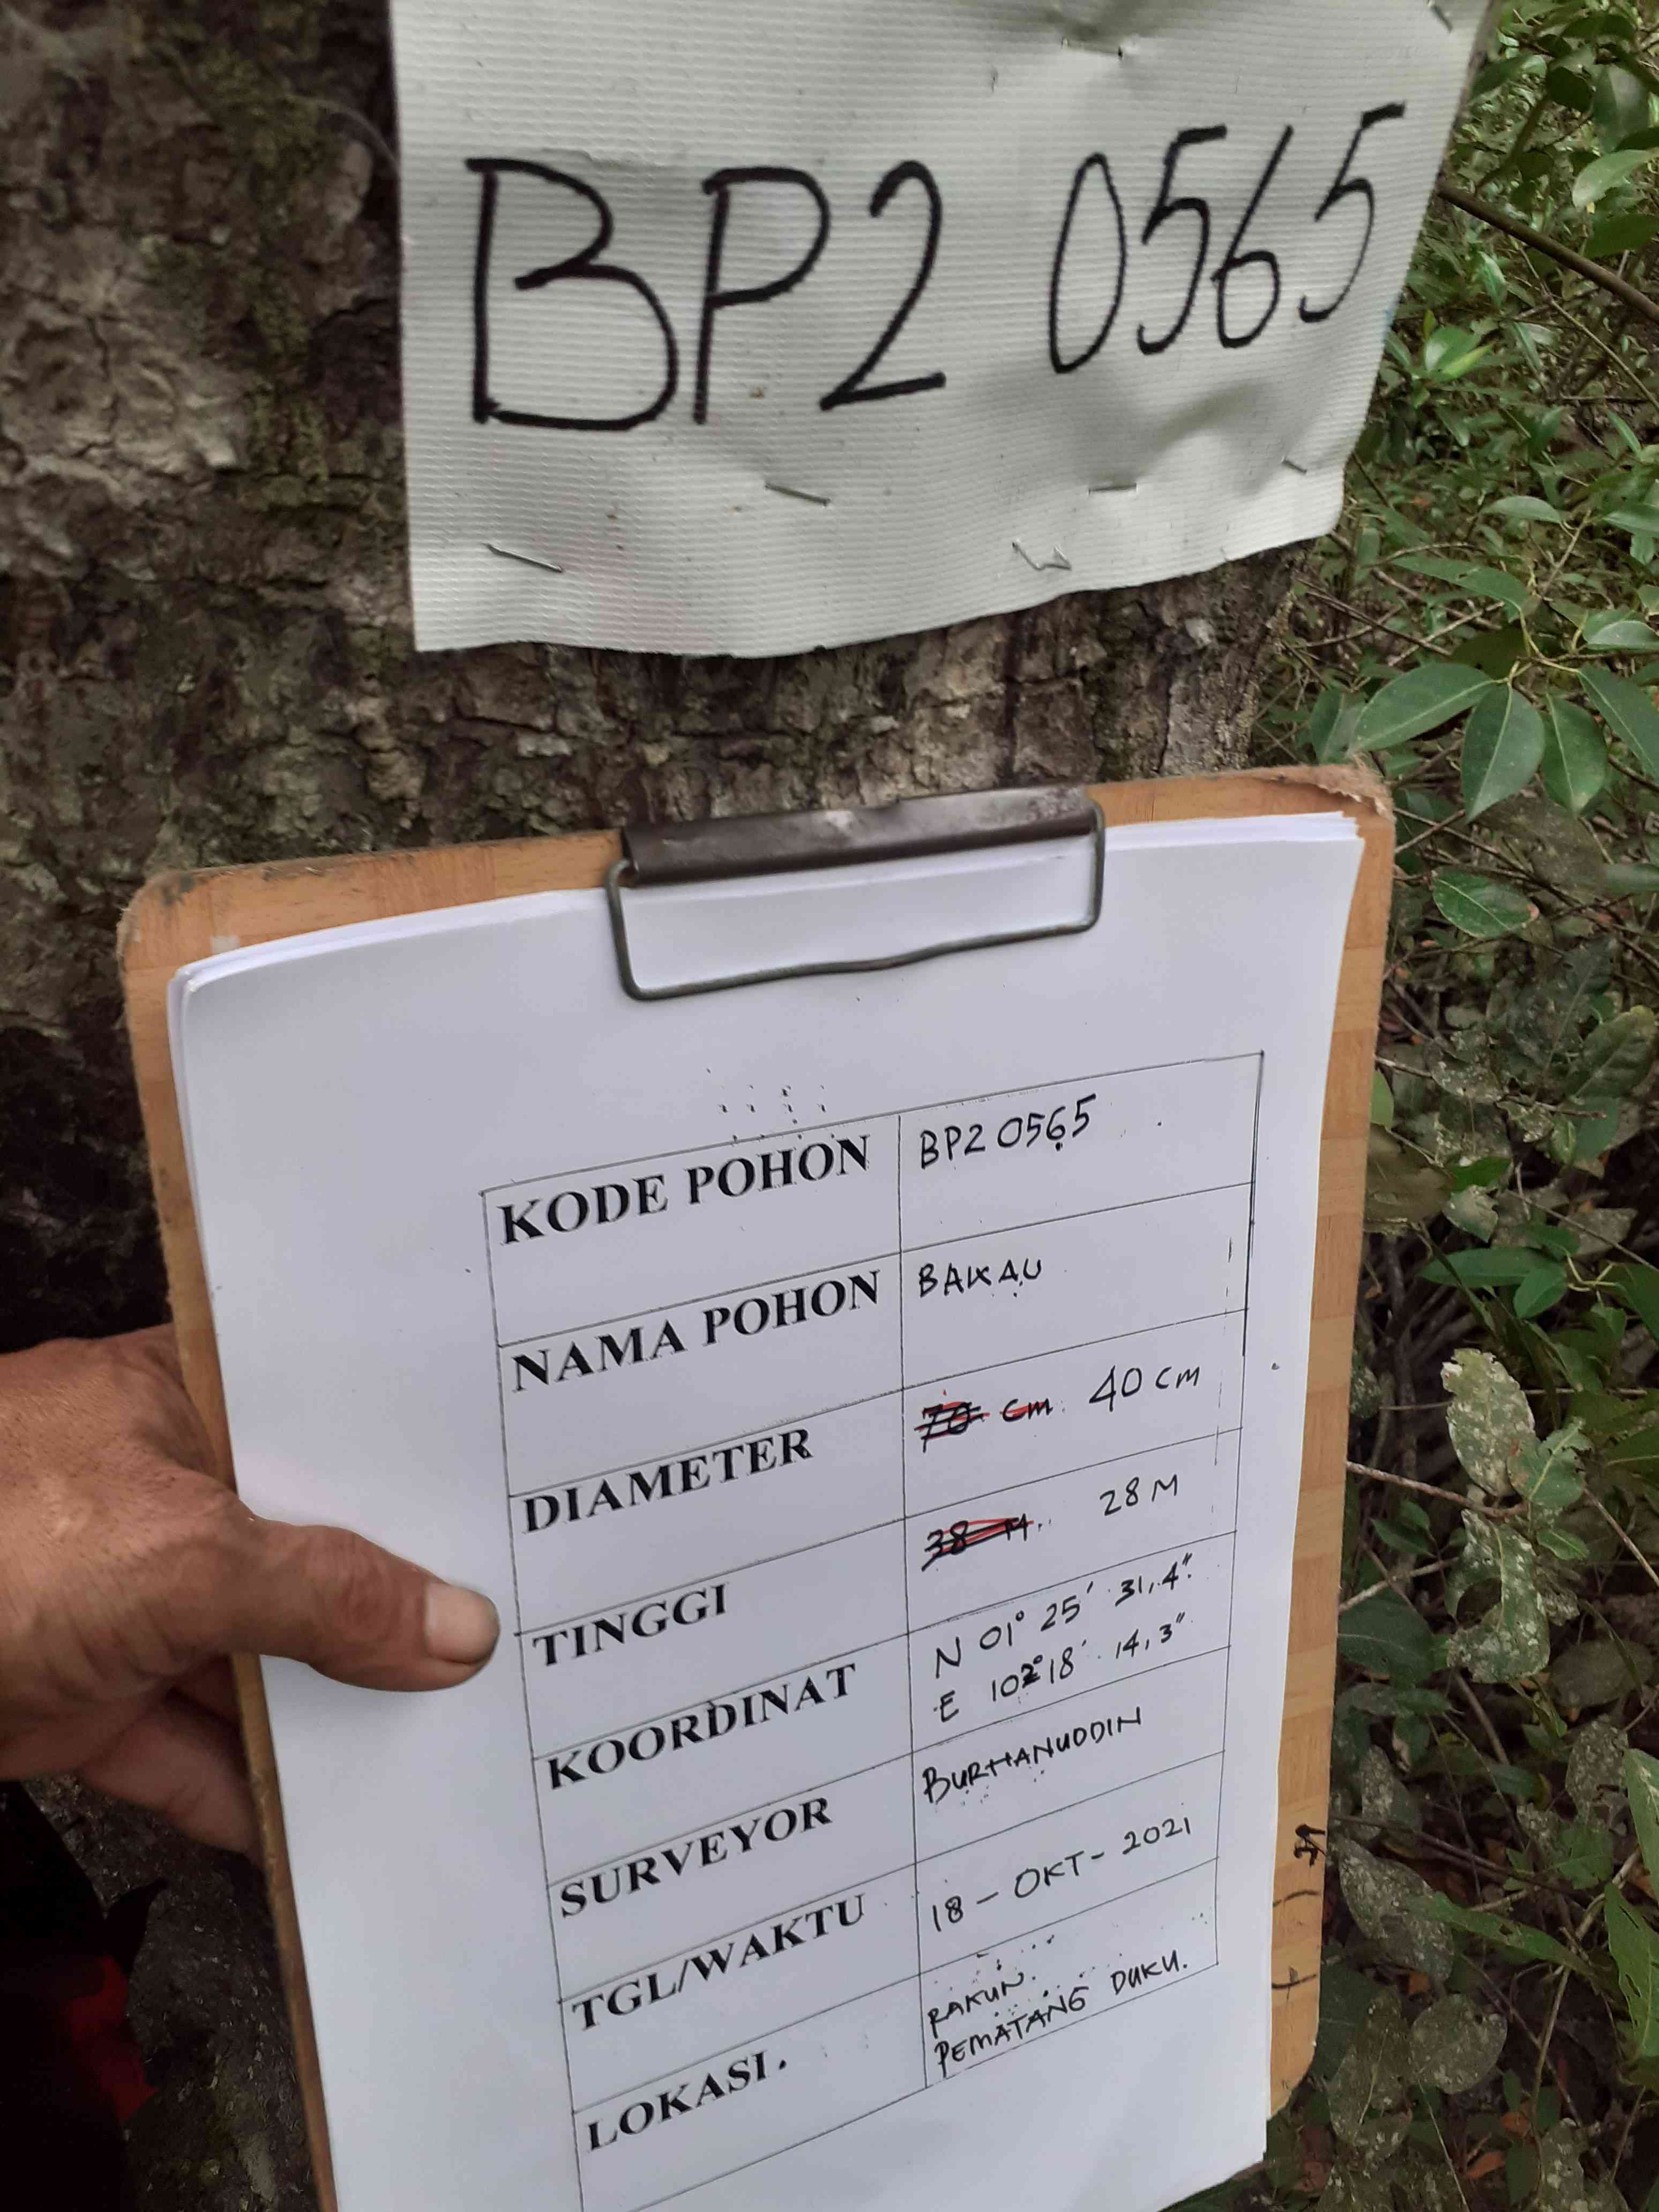 BP2 0565
KODE POHON BP2 0565
NAMA POHON BAKAU
DIAMETER 70 cm 40 cm
TINGGI 38 M 28 M
KOORDINAT N 01° 25' 31,4"
E 102° 18' 14,3"
SURVEYOR BURHANUDDIN
TGL/WAKTU 18 - OKT - 2021
LOKASI. RAKUN.
PEMATANG DUKU.